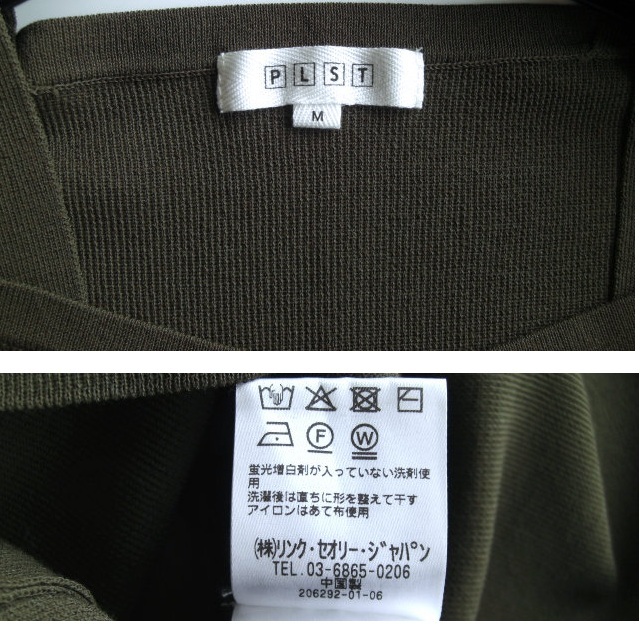 PLST
M
F W
蛍光増白剤が入っていない洗剤使
用
洗濯後は直ちに形を整えて干す
アイロンはあて布使用
㈱リンク・セオリー・ジャパン
TEL.03-6865-0206
中国製
206292-01-06